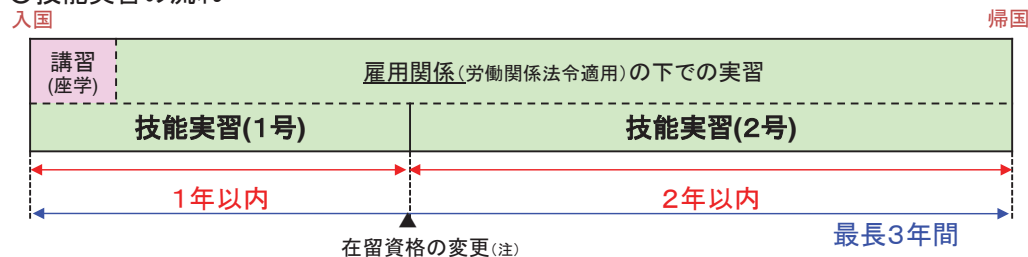 入国
帰国
講習
(座学)
雇用関係(労働関係法令適用)の下での実習
技能実習(1号)
技能実習(2号)
1年以内
2年以内
最長3年間
在留資格の変更(注)